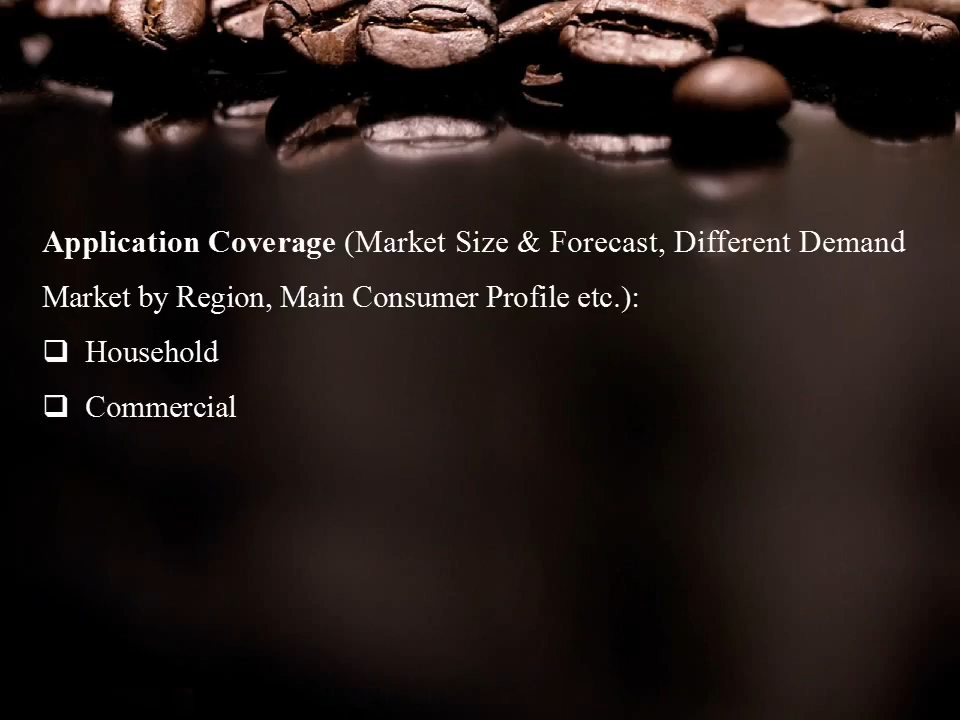 Application Coverage (Market Size & Forecast, Different Demand
Market by Region, Main Consumer Profile etc.):
❑ Household
❑ Commercial